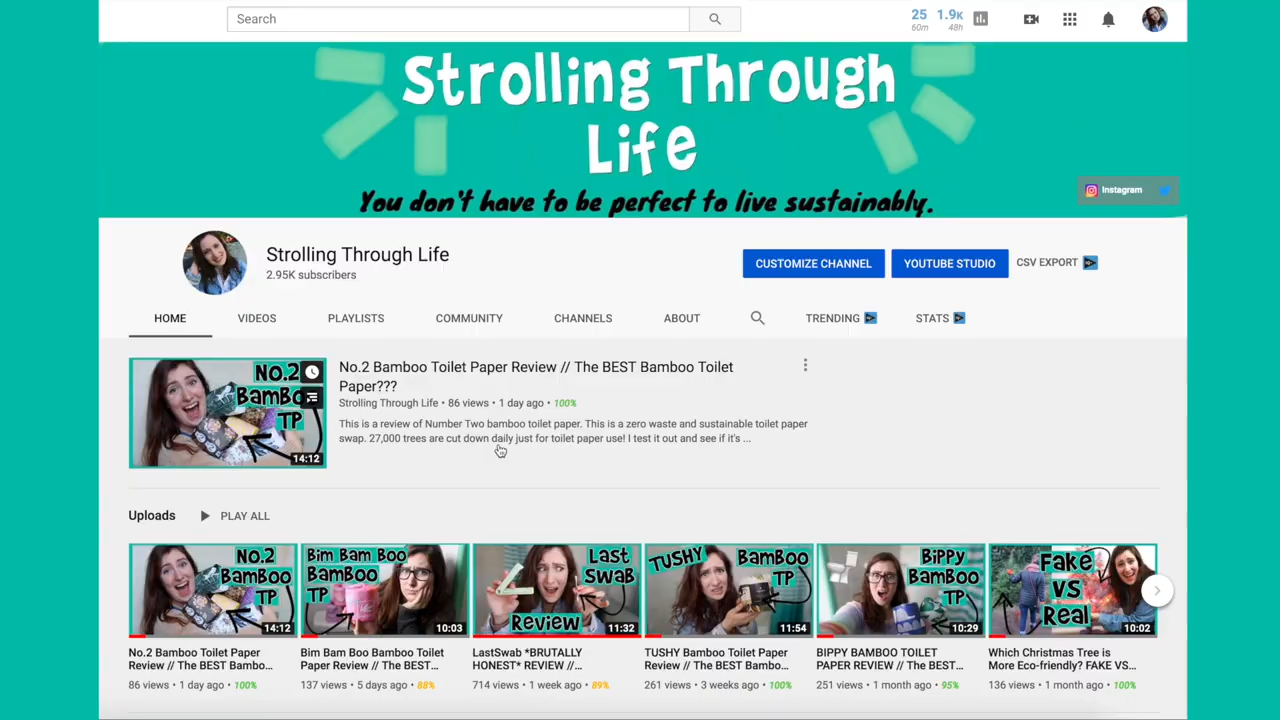 Search
25 1.9K
60m 48h
Strolling Through
Life
You don't have to be perfect to live sustainably.
Instagram
Strolling Through Life
2.95K subscribers
CUSTOMIZE CHANNEL
YOUTUBE STUDIO
CSV EXPORT
HOME
VIDEOS
PLAYLISTS
COMMUNITY
CHANNELS
ABOUT
TRENDING
STATS
No.2
Bamboo
TP
14:12
No.2 Bamboo Toilet Paper Review // The BEST Bamboo Toilet
Paper???
Strolling Through Life • 86 views • 1 day ago • 100%
This is a review of Number Two bamboo toilet paper. This is a zero waste and sustainable toilet paper
swap. 27,000 trees are cut down daily just for toilet paper use! I test it out and see if it's ...
Uploads
PLAY ALL
No.2
Bamboo
TP
14:12
Bim Bam Boo
Bamboo
TP
10:03
Last
Swab
Review
11:32
TUSHY Bamboo
TP
11:54
Bippy
Bamboo
TP
10:29
Fake
vs
Real
10:02
No.2 Bamboo Toilet Paper
Review // The BEST Bambo...
86 views • 1 day ago • 100%
Bim Bam Boo Bamboo Toilet
Paper Review // The BEST...
137 views • 5 days ago • 88%
LastSwab *BRUTALLY
HONEST* REVIEW //...
714 views • 1 week ago • 89%
TUSHY Bamboo Toilet Paper
Review // The BEST Bambo...
261 views • 3 weeks ago • 100%
BIPPY BAMBOO TOILET
PAPER REVIEW // The BEST...
251 views • 1 month ago • 95%
Which Christmas Tree is
More Eco-friendly? FAKE VS...
136 views • 1 month ago • 100%